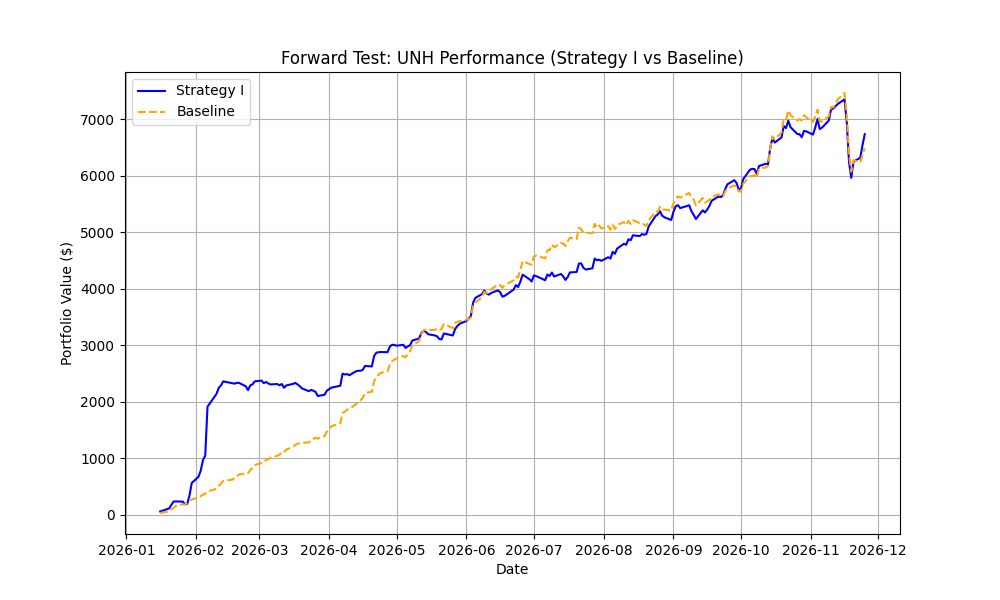 Forward Test: UNH Performance (Strategy I vs Baseline)
Strategy I
Baseline
Portfolio Value ($)
7000
6000
5000
4000
3000
2000
1000
0
2026-01 2026-02 2026-03 2026-04 2026-05 2026-06 2026-07 2026-08 2026-09 2026-10 2026-11 2026-12
Date